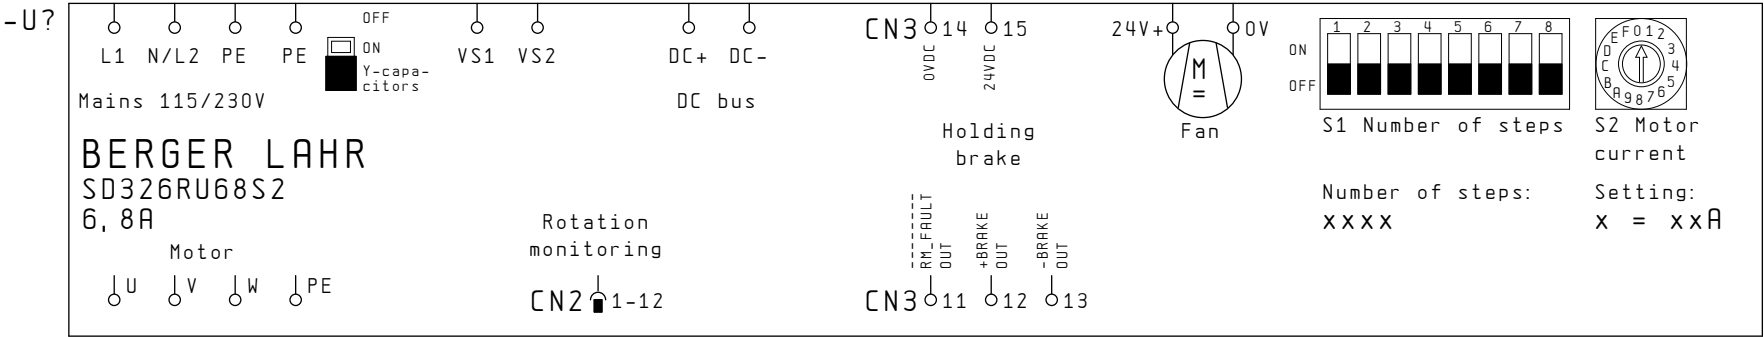 -U?
L1 N/L2 PE PE
OFF
ON
Y-capa-
citors
VS1 VS2
DC+ DC-
CN3 14 15
0VDC
24VDC
24V+ 0V
M
=
ON
OFF
1 2 3 4 5 6 7 8
0 1 2 3 4 5 6 7 8 9 A B C D E F
Mains 115/230V
DC bus
Holding
brake
Fan
S1 Number of steps
S2 Motor
current
BERGER LAHR
SD326RU68S2
6,8A
Number of steps:
xxxx
Setting:
x = xxA
Motor
U V W PE
Rotation
monitoring
CN2 1-12
RM_FAULT
OUT
+BRAKE
OUT
-BRAKE
OUT
CN3 11 12 13